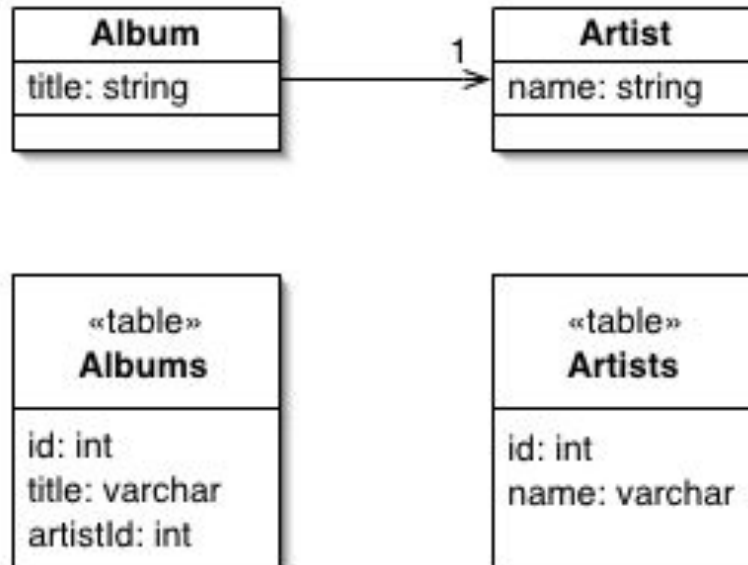 Album
title: string
1
Artist
name: string
«table»
Albums
id: int
title: varchar
artistId: int
«table»
Artists
id: int
name: varchar